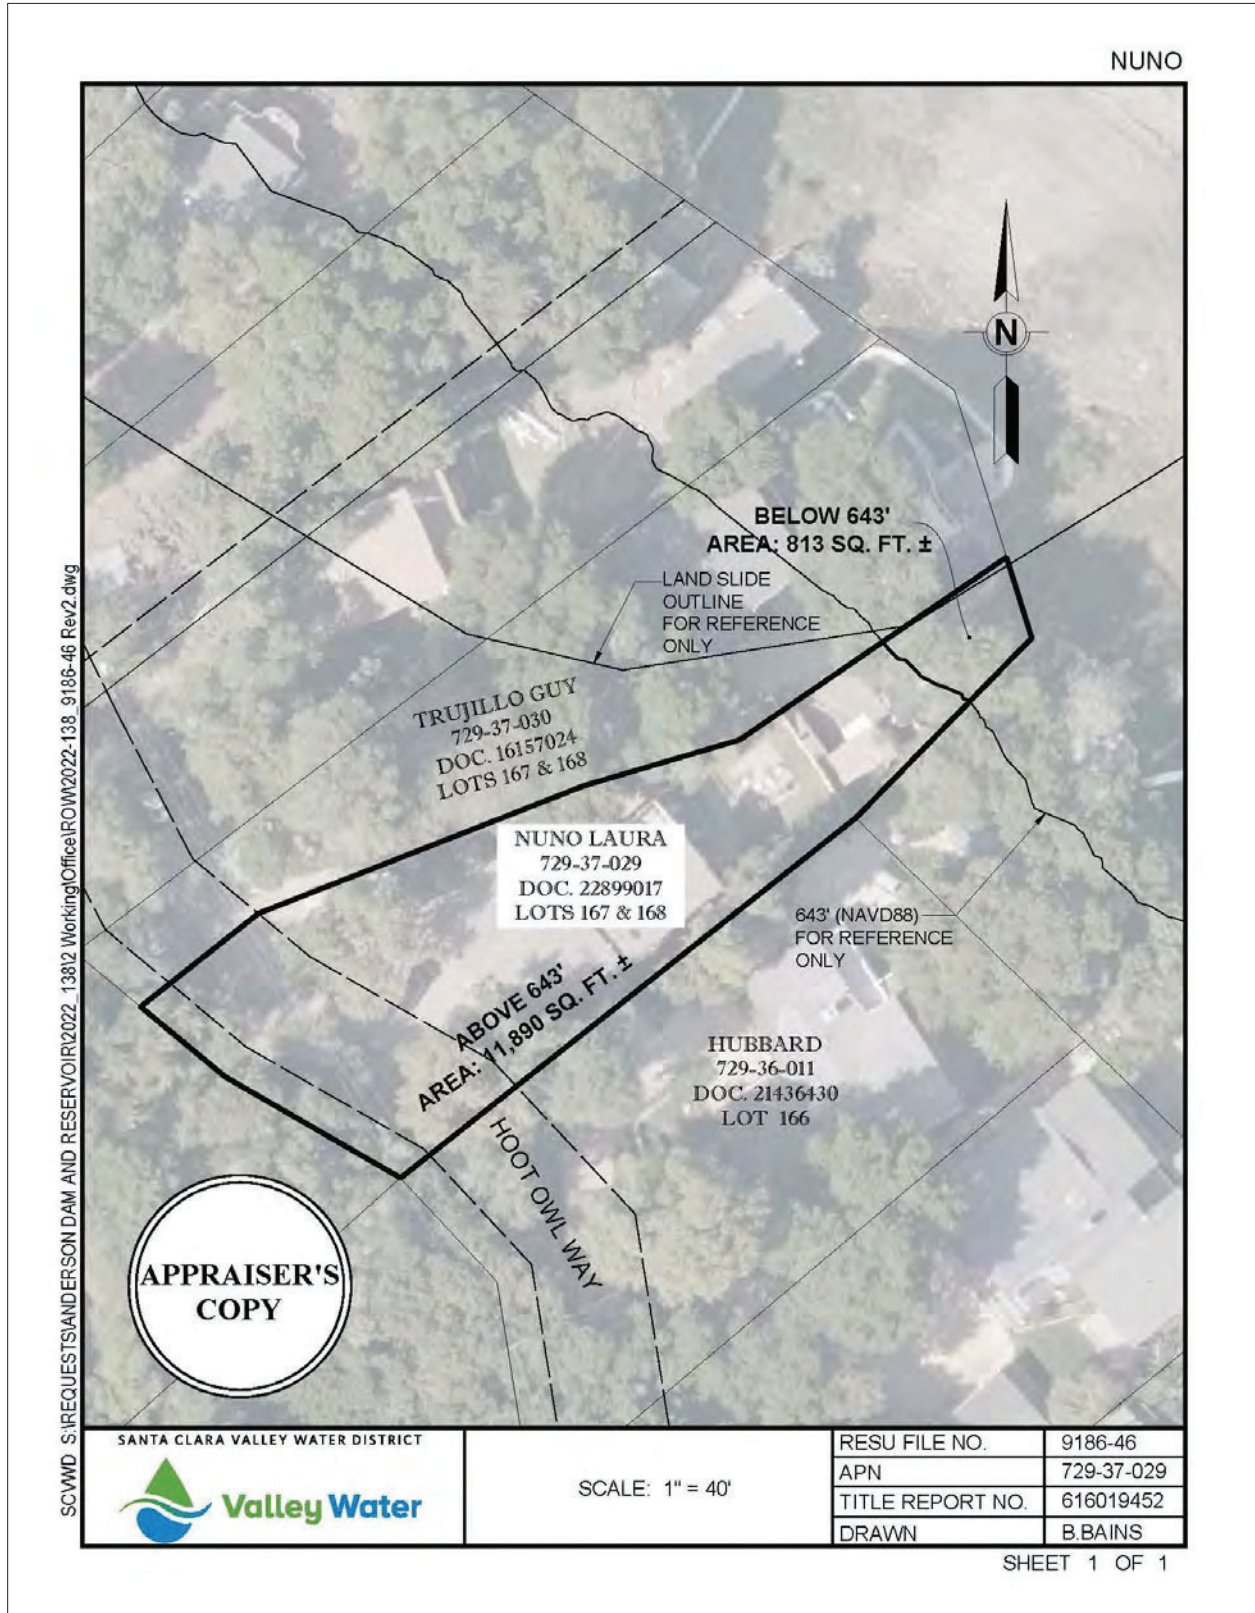 NUNO
N
BELOW 643'
AREA: 813 SQ. FT. ±
LAND SLIDE
OUTLINE
FOR REFERENCE
ONLY
TRUJILLO GUY
729-37-030
DOC. 16157024
LOTS 167 & 168
NUNO LAURA
729-37-029
DOC. 22899017
LOTS 167 & 168
643' (NAVD88)
FOR REFERENCE
ONLY
ABOVE 643'
AREA: 11,890 SQ. FT. ±
HUBBARD
729-36-011
DOC. 21436430
LOT 166
HOOT OWL WAY
APPRAISER'S
COPY
SCVWD S:\REQUESTS\ANDERSON DAM AND RESERVOIR\2022_138\2 Working\Office\ROW\2022-138_9186-46 Rev2.dwg
SANTA CLARA VALLEY WATER DISTRICT
Valley Water
SCALE: 1" = 40'
RESU FILE NO. 9186-46
APN 729-37-029
TITLE REPORT NO. 616019452
DRAWN B.BAINS
SHEET 1 OF 1